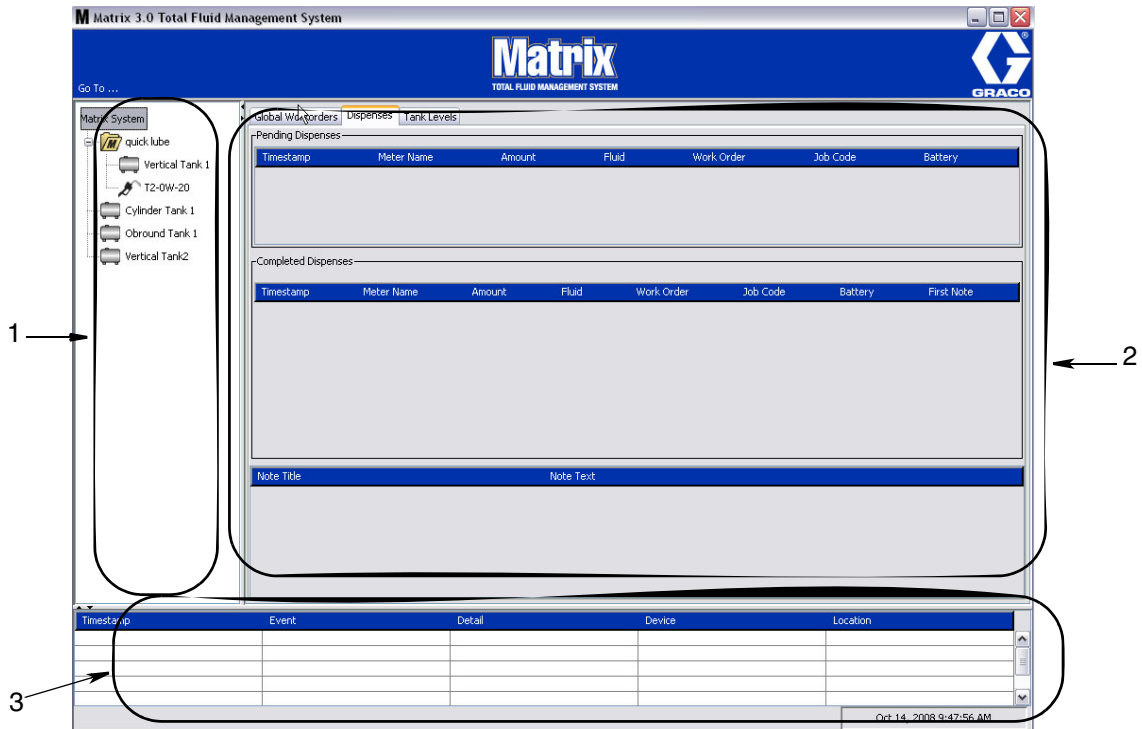 Matrix 3.0 Total Fluid Management System
Matrix
TOTAL FLUID MANAGEMENT SYSTEM
Go To ...
GRACO
Matrix System
quick lube
Vertical Tank 1
T2-0W-20
Cylinder Tank 1
Obround Tank 1
Vertical Tank2
Global Workorders Dispenses Tank Levels
Pending Dispenses
Timestamp Meter Name Amount Fluid Work Order Job Code Battery
Completed Dispenses
Timestamp Meter Name Amount Fluid Work Order Job Code Battery First Note
1
2
Note Title Note Text
Timestamp Event Detail Device Location
3
Oct 14, 2008 9:47:56 AM